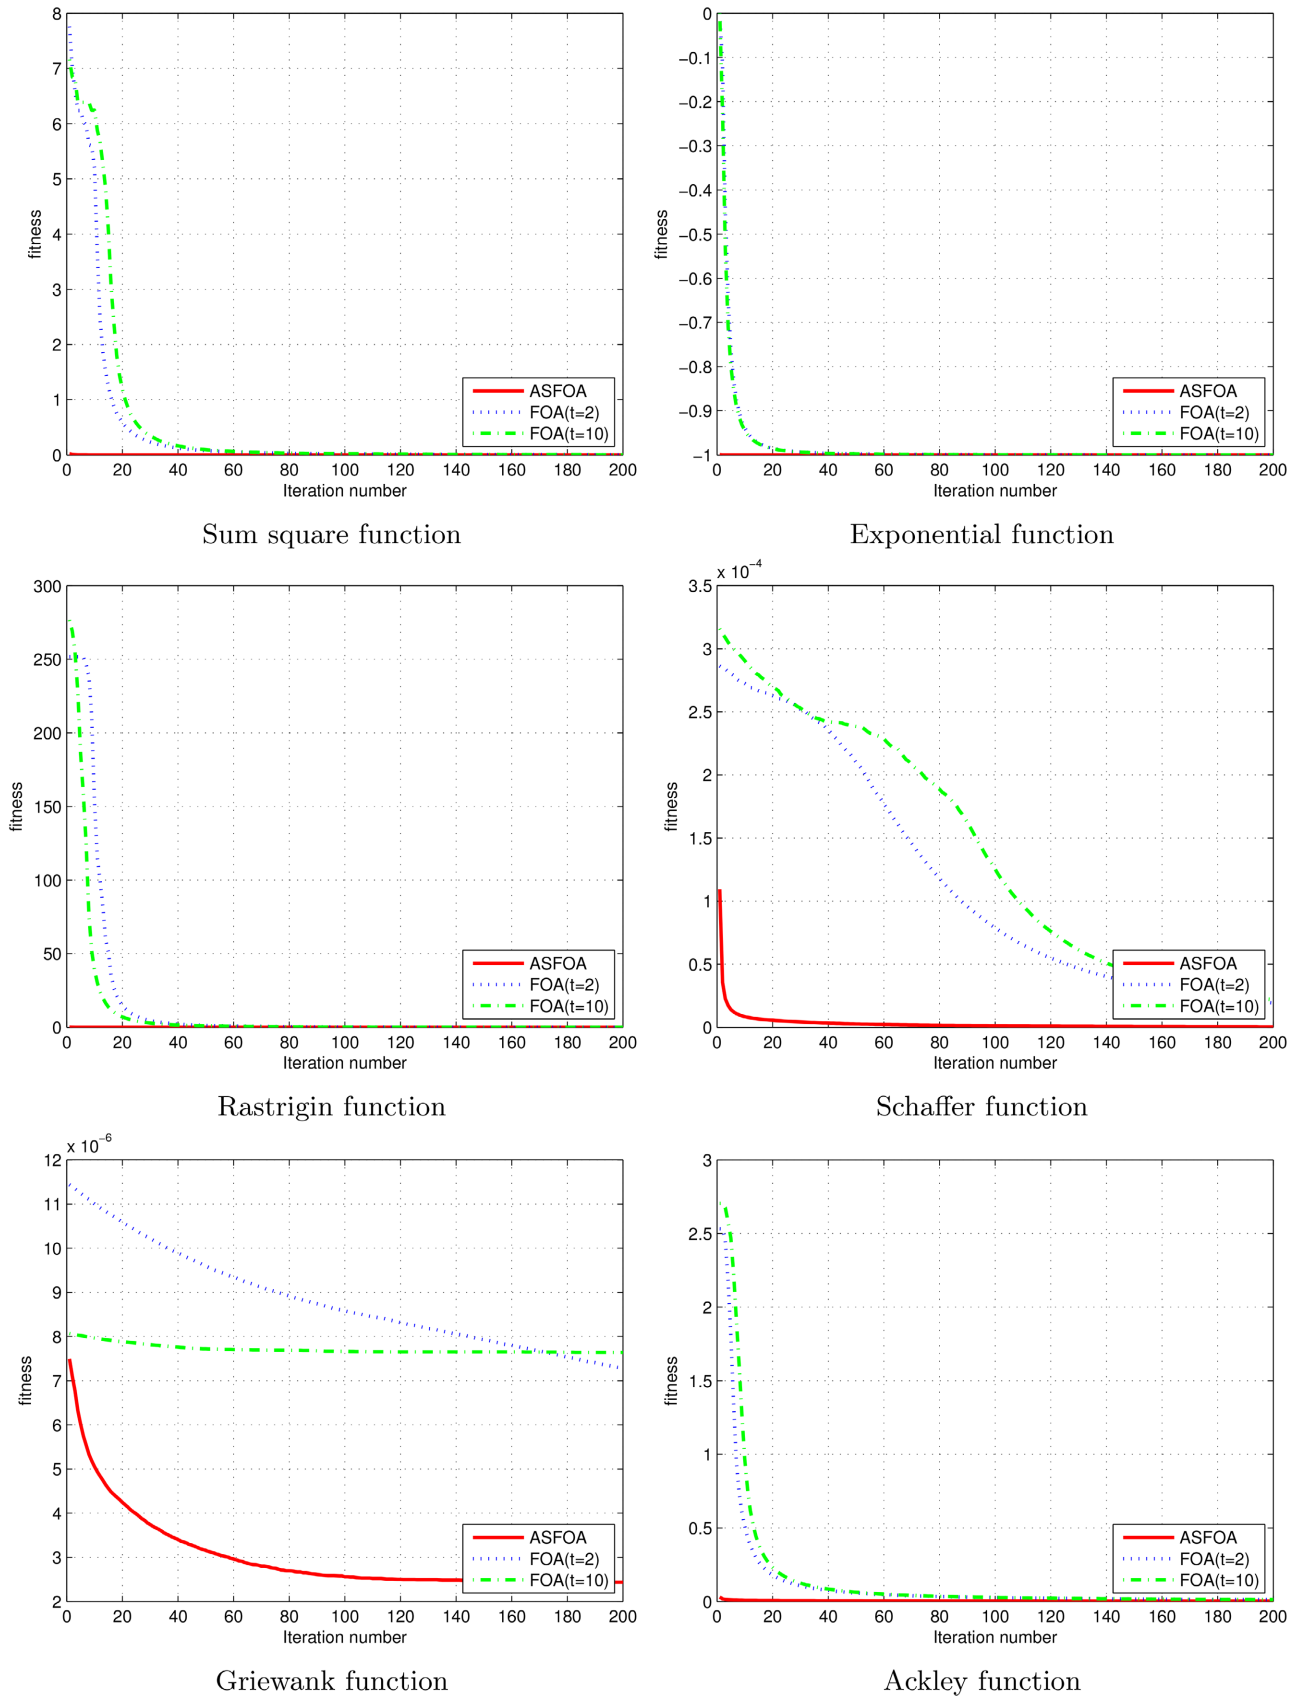 8
7
6
5
4
3
2
1
0
fitness
0 20 40 60 80 100 120 140 160 180 200
Iteration number
ASFOA
FOA(t=2)
FOA(t=10)
Sum square function
0
−0.1
−0.2
−0.3
−0.4
−0.5
−0.6
−0.7
−0.8
−0.9
−1
fitness
0 20 40 60 80 100 120 140 160 180 200
Iteration number
ASFOA
FOA(t=2)
FOA(t=10)
Exponential function
300
250
200
150
100
50
0
fitness
0 20 40 60 80 100 120 140 160 180 200
Iteration number
ASFOA
FOA(t=2)
FOA(t=10)
Rastrigin function
x 10⁻⁴
3.5
3
2.5
2
1.5
1
0.5
0
fitness
0 20 40 60 80 100 120 140 160 180 200
Iteration number
ASFOA
FOA(t=2)
FOA(t=10)
Schaffer function
x 10⁻⁶
12
11
10
9
8
7
6
5
4
3
2
fitness
0 20 40 60 80 100 120 140 160 180 200
Iteration number
ASFOA
FOA(t=2)
FOA(t=10)
Griewank function
3
2.5
2
1.5
1
0.5
0
fitness
0 20 40 60 80 100 120 140 160 180 200
Iteration number
ASFOA
FOA(t=2)
FOA(t=10)
Ackley function